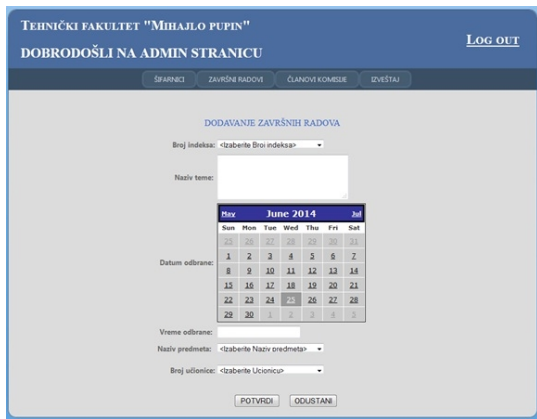 Tehnički fakultet "Mihajlo pupin"
DOBRODOŠLI NA ADMIN STRANICU
Log out
ŠIFARNICI ZAVRŠNI RADOVI ČLANOVI KOMISIJE IZVEŠTAJ
DODAVANJE ZAVRŠNIH RADOVA
Broj indeksa: <Izaberite Broj indeksa>
Naziv teme:
May June 2014 Jul
Sun Mon Tue Wed Thu Fri Sat
25 26 27 28 29 30 31
1 2 3 4 5 6 7
8 9 10 11 12 13 14
Datum odbrane:
15 16 17 18 19 20 21
22 23 24 25 26 27 28
29 30 1 2 3 4 5
Vreme odbrane:
Naziv predmeta: <Izaberite Naziv predmeta>
Broj učionice: <Izaberite Ucionicu>
POTVRDI ODUSTANI